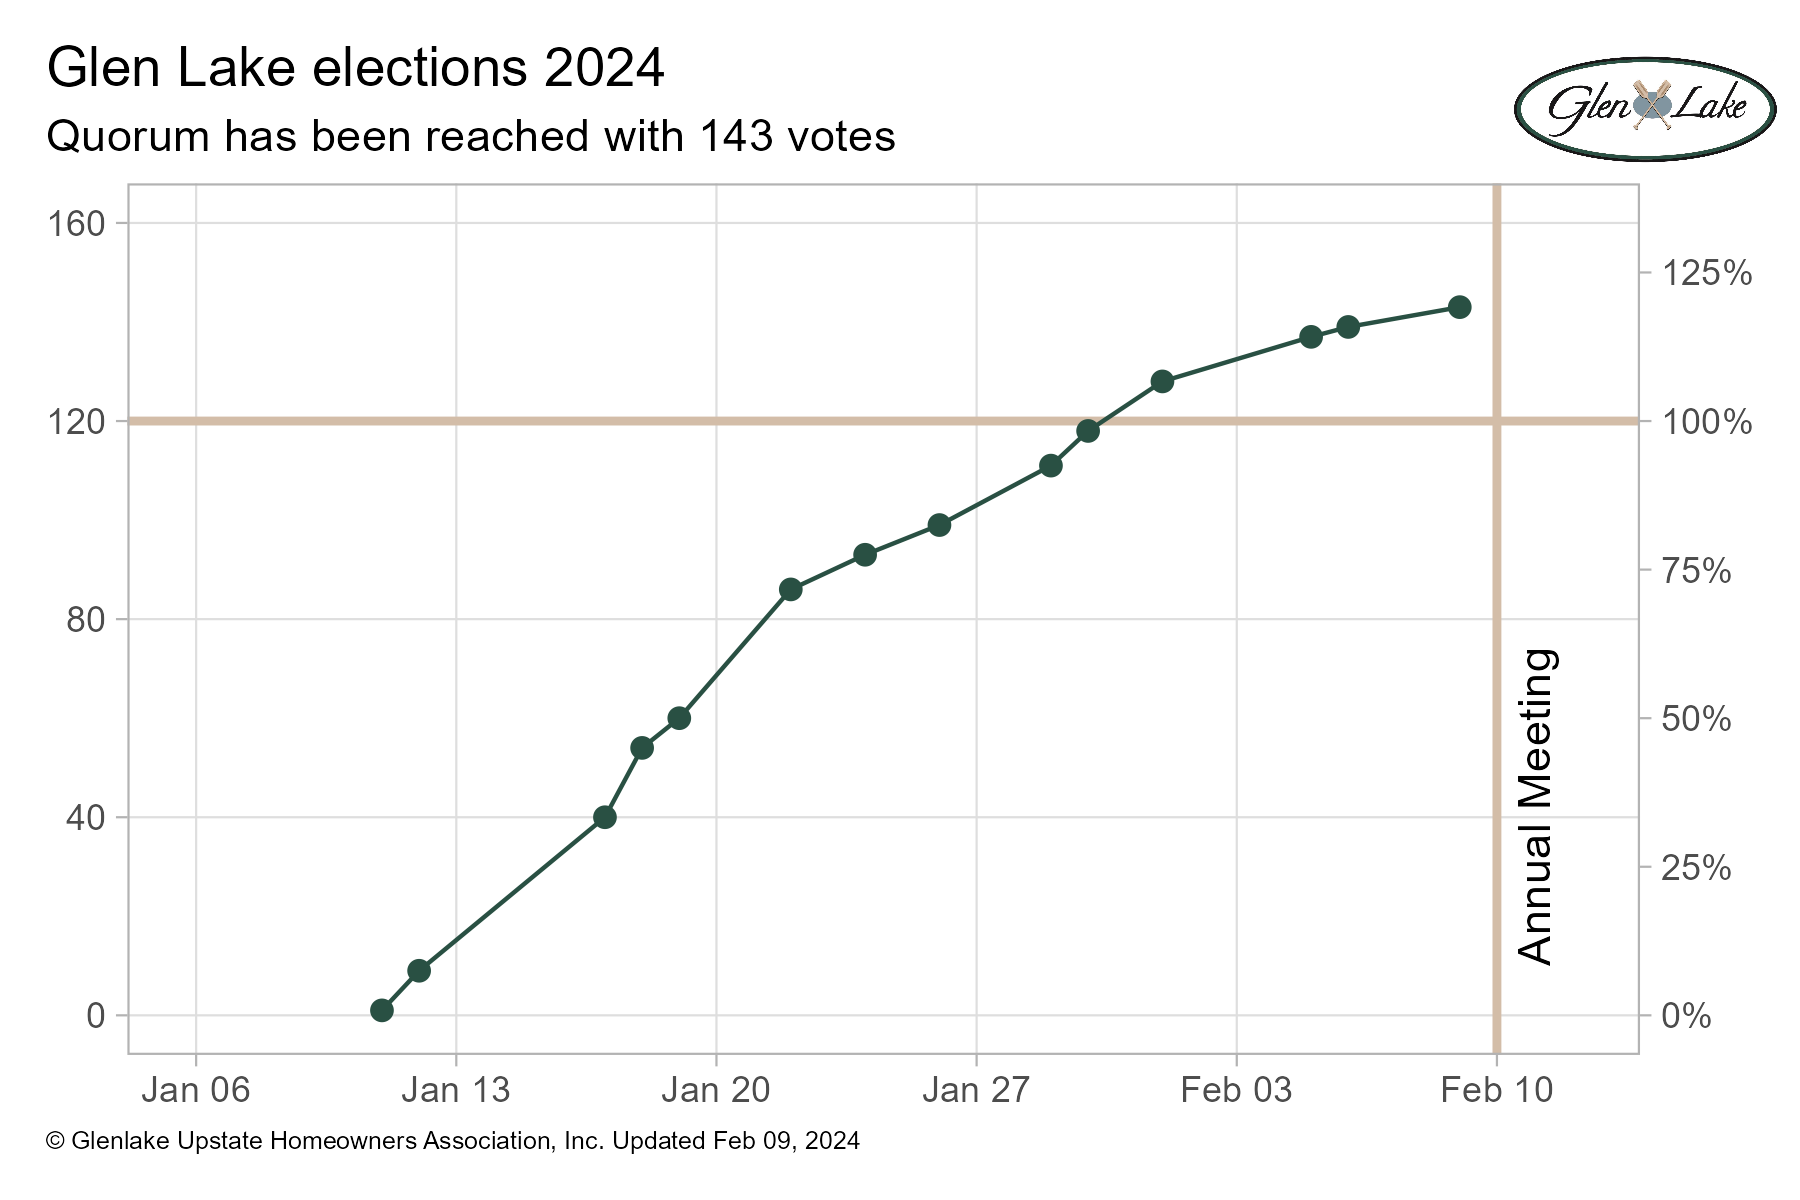 Glen Lake elections 2024
Glen Lake
Quorum has been reached with 143 votes
160
125%
120
100%
75%
80
50%
40
25%
0
0%
Annual Meeting
Jan 06
Jan 13
Jan 20
Jan 27
Feb 03
Feb 10
© Glenlake Upstate Homeowners Association, Inc. Updated Feb 09, 2024